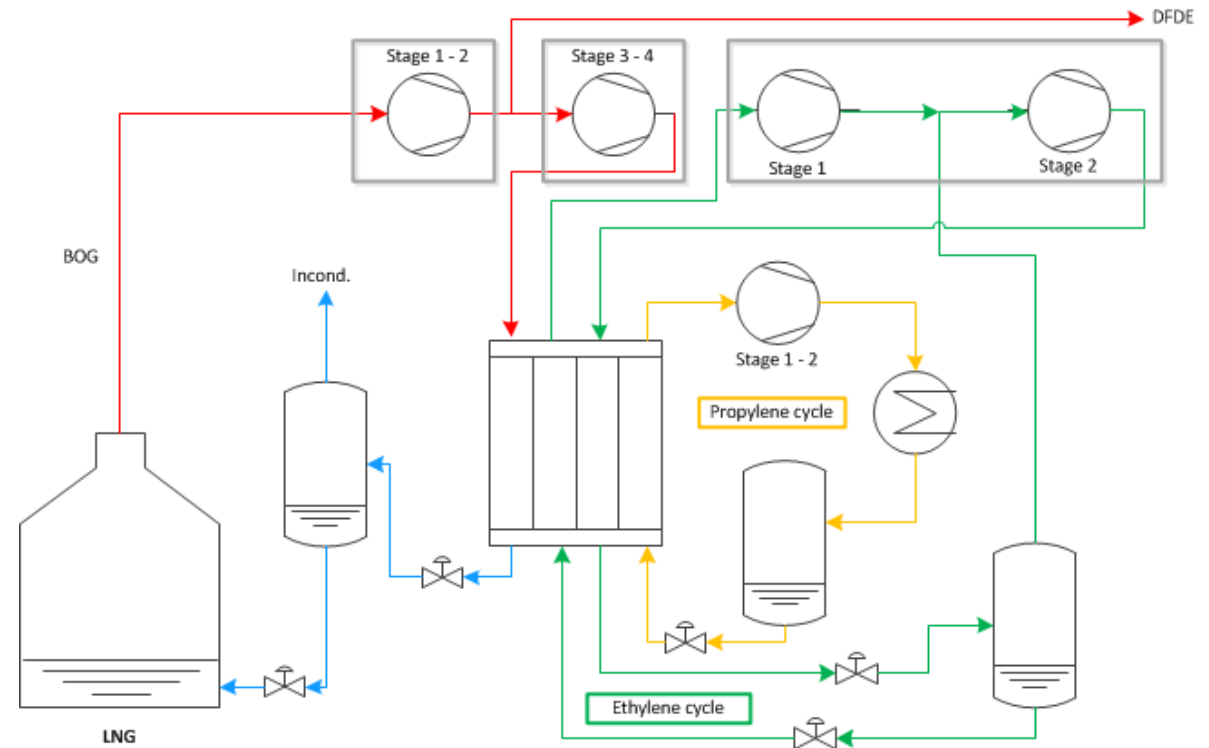 DFDE
Stage 1 - 2
Stage 3 - 4
Stage 1
Stage 2
BOG
Incond.
Stage 1 - 2
Propylene cycle
Ethylene cycle
LNG